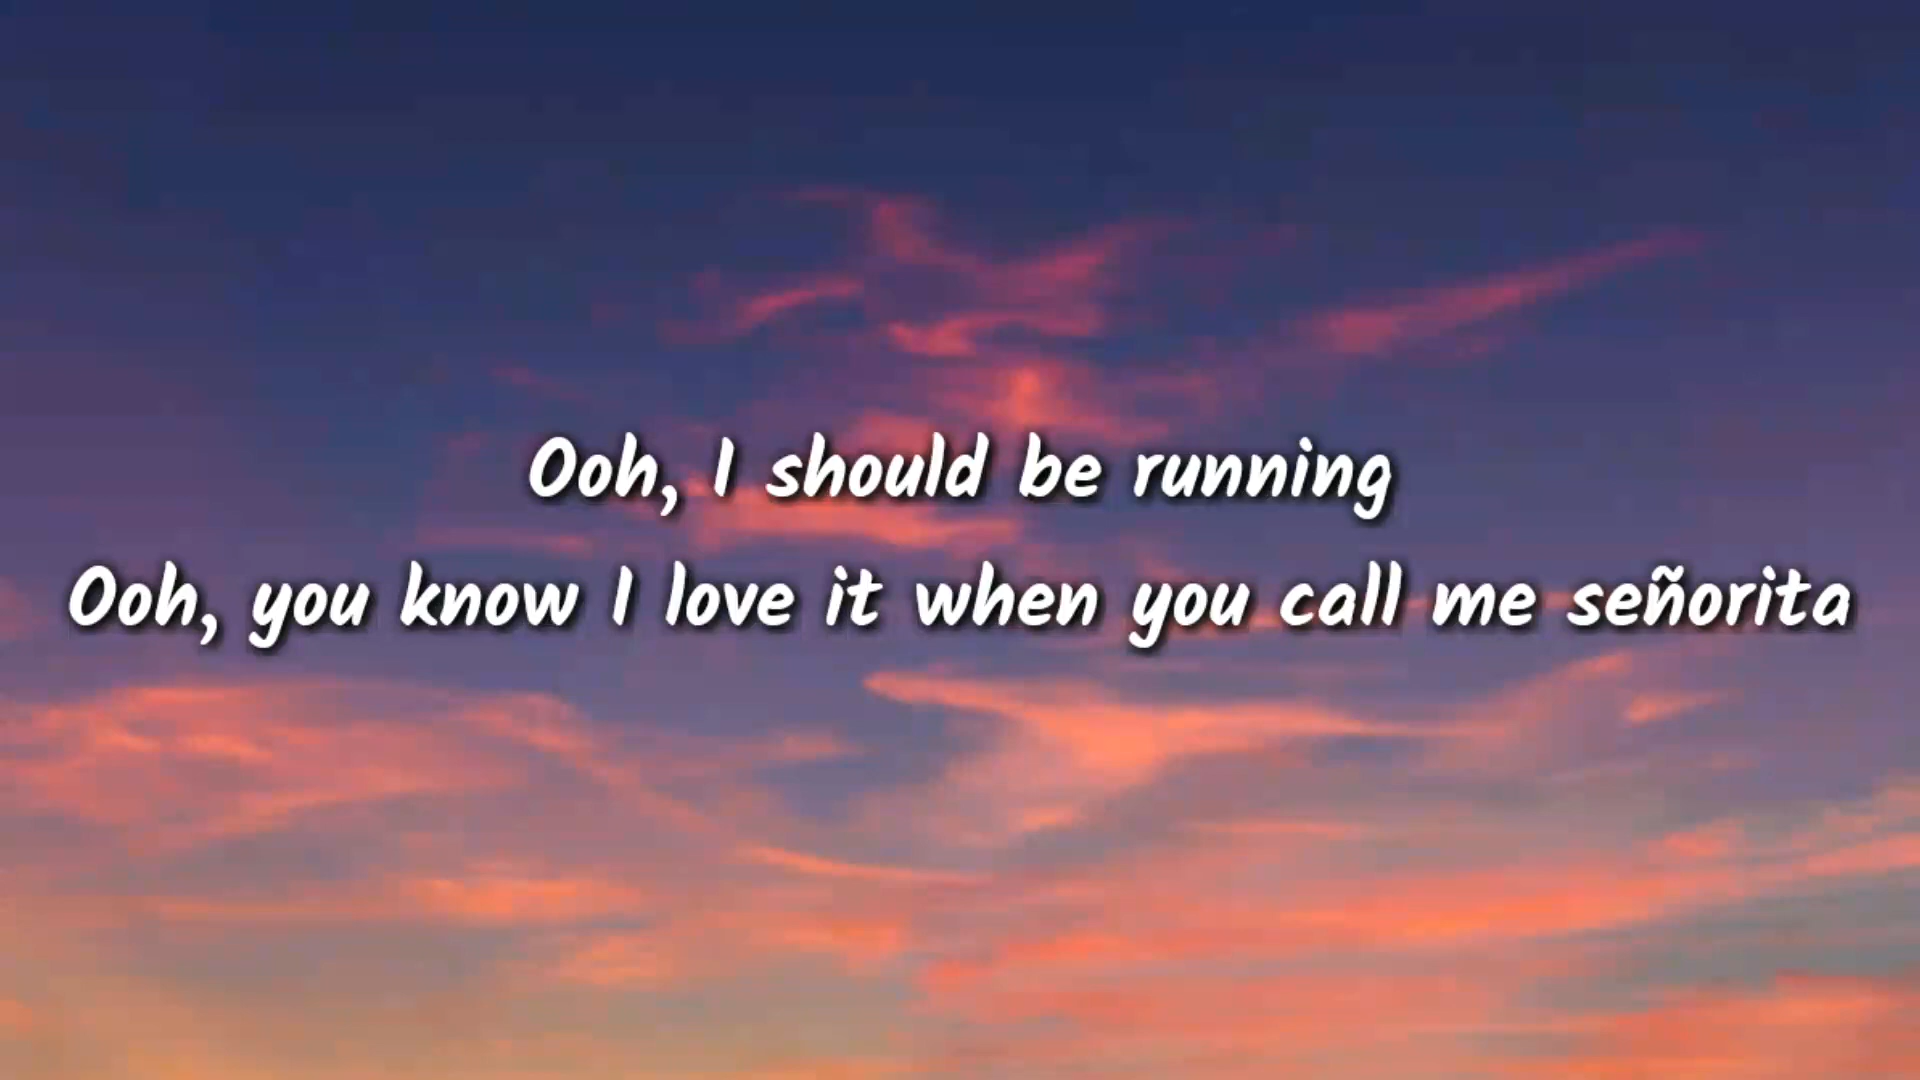 Ooh, I should be running
Ooh, you know I love it when you call me señorita